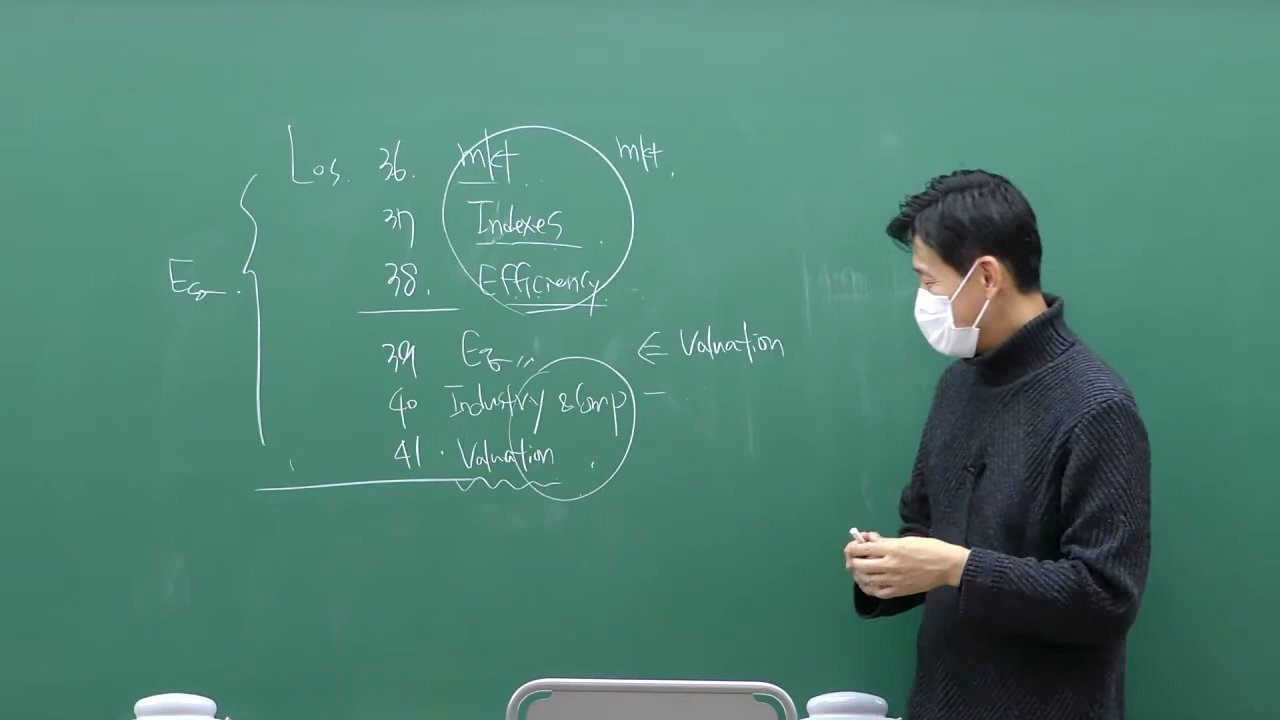 Los. 36. mkt mkt.
37 Indexes
38. Efficiency
Eq.
39 Eq ⇐ Valuation
40 Industry & Comp -
41. Valuation